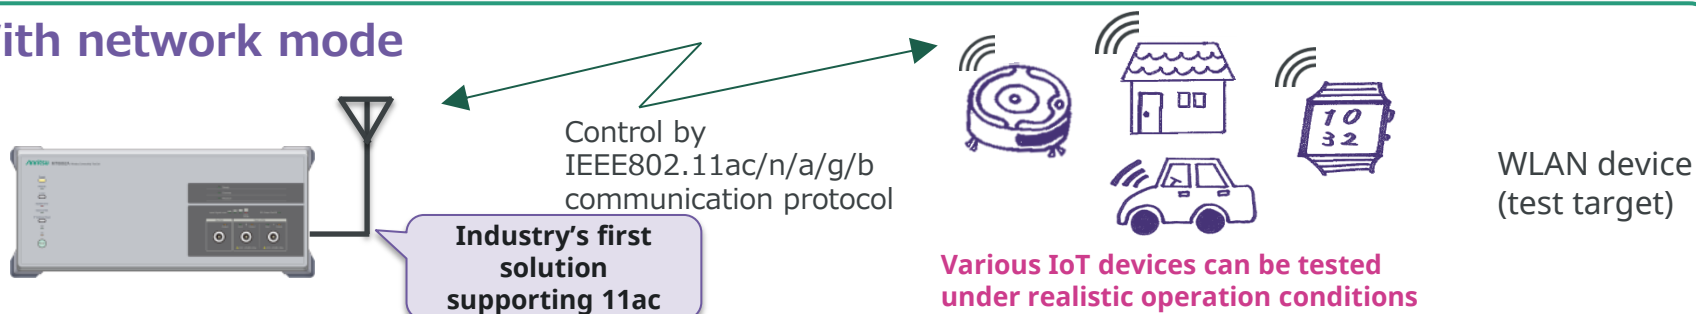 ith network mode
Control by
IEEE802.11ac/n/a/g/b
communication protocol
Industry's first
solution
supporting 11ac
10
32
WLAN device
(test target)
Various IoT devices can be tested
under realistic operation conditions
Anritsu